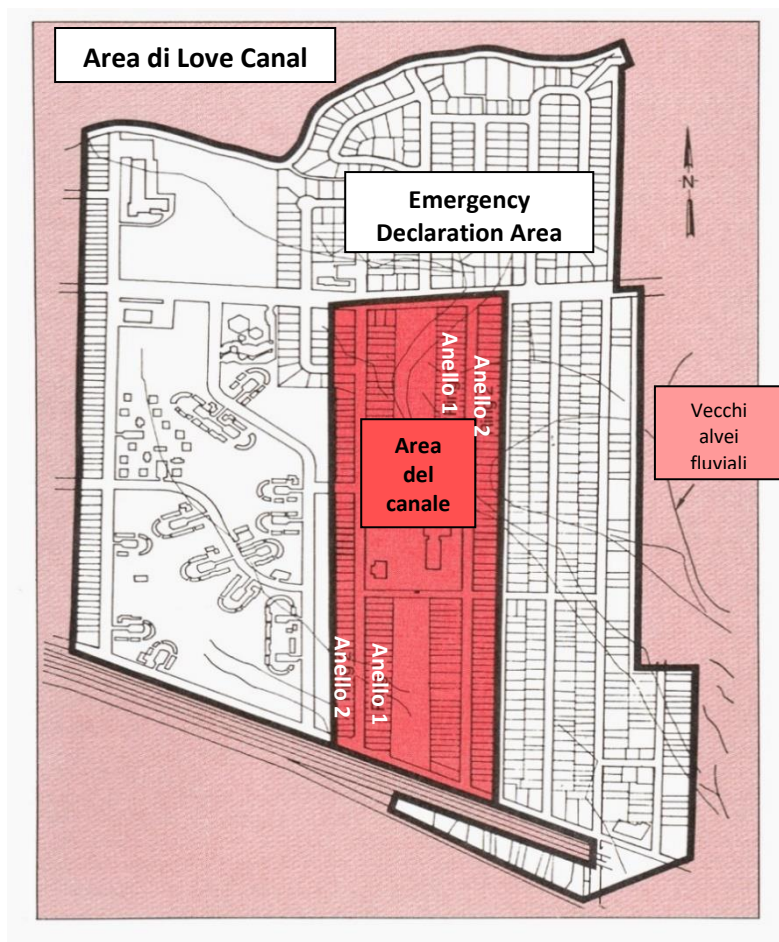 Area di Love Canal
Emergency
Declaration Area
N
Anello 1
Anello 2
Vecchi
alvei
fluviali
Area
del
canale
Anello 2
Anello 1